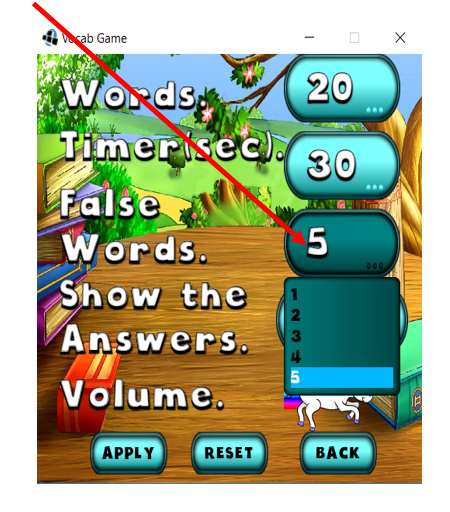 Vocab Game
Words. 20
Timer(sec). 30
False
Words. 5
Show the
Answers.
1
2
3
4
5
Volume.
APPLY RESET BACK